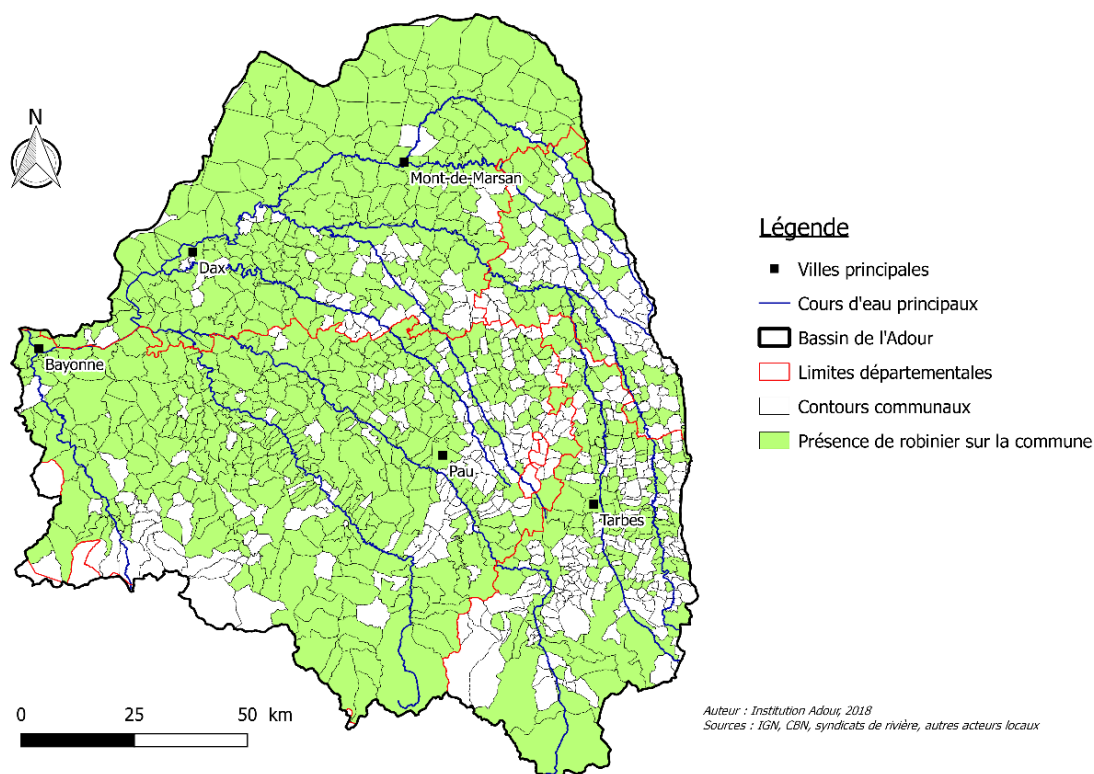 N
Mont-de-Marsan
Dax
Bayonne
Pau
Tarbes
0 25 50 km
Légende
Villes principales
Cours d'eau principaux
Bassin de l'Adour
Limites départementales
Contours communaux
Présence de robinier sur la commune
Auteur : Institution Adour, 2018
Sources : IGN, CBN, syndicats de rivière, autres acteurs locaux